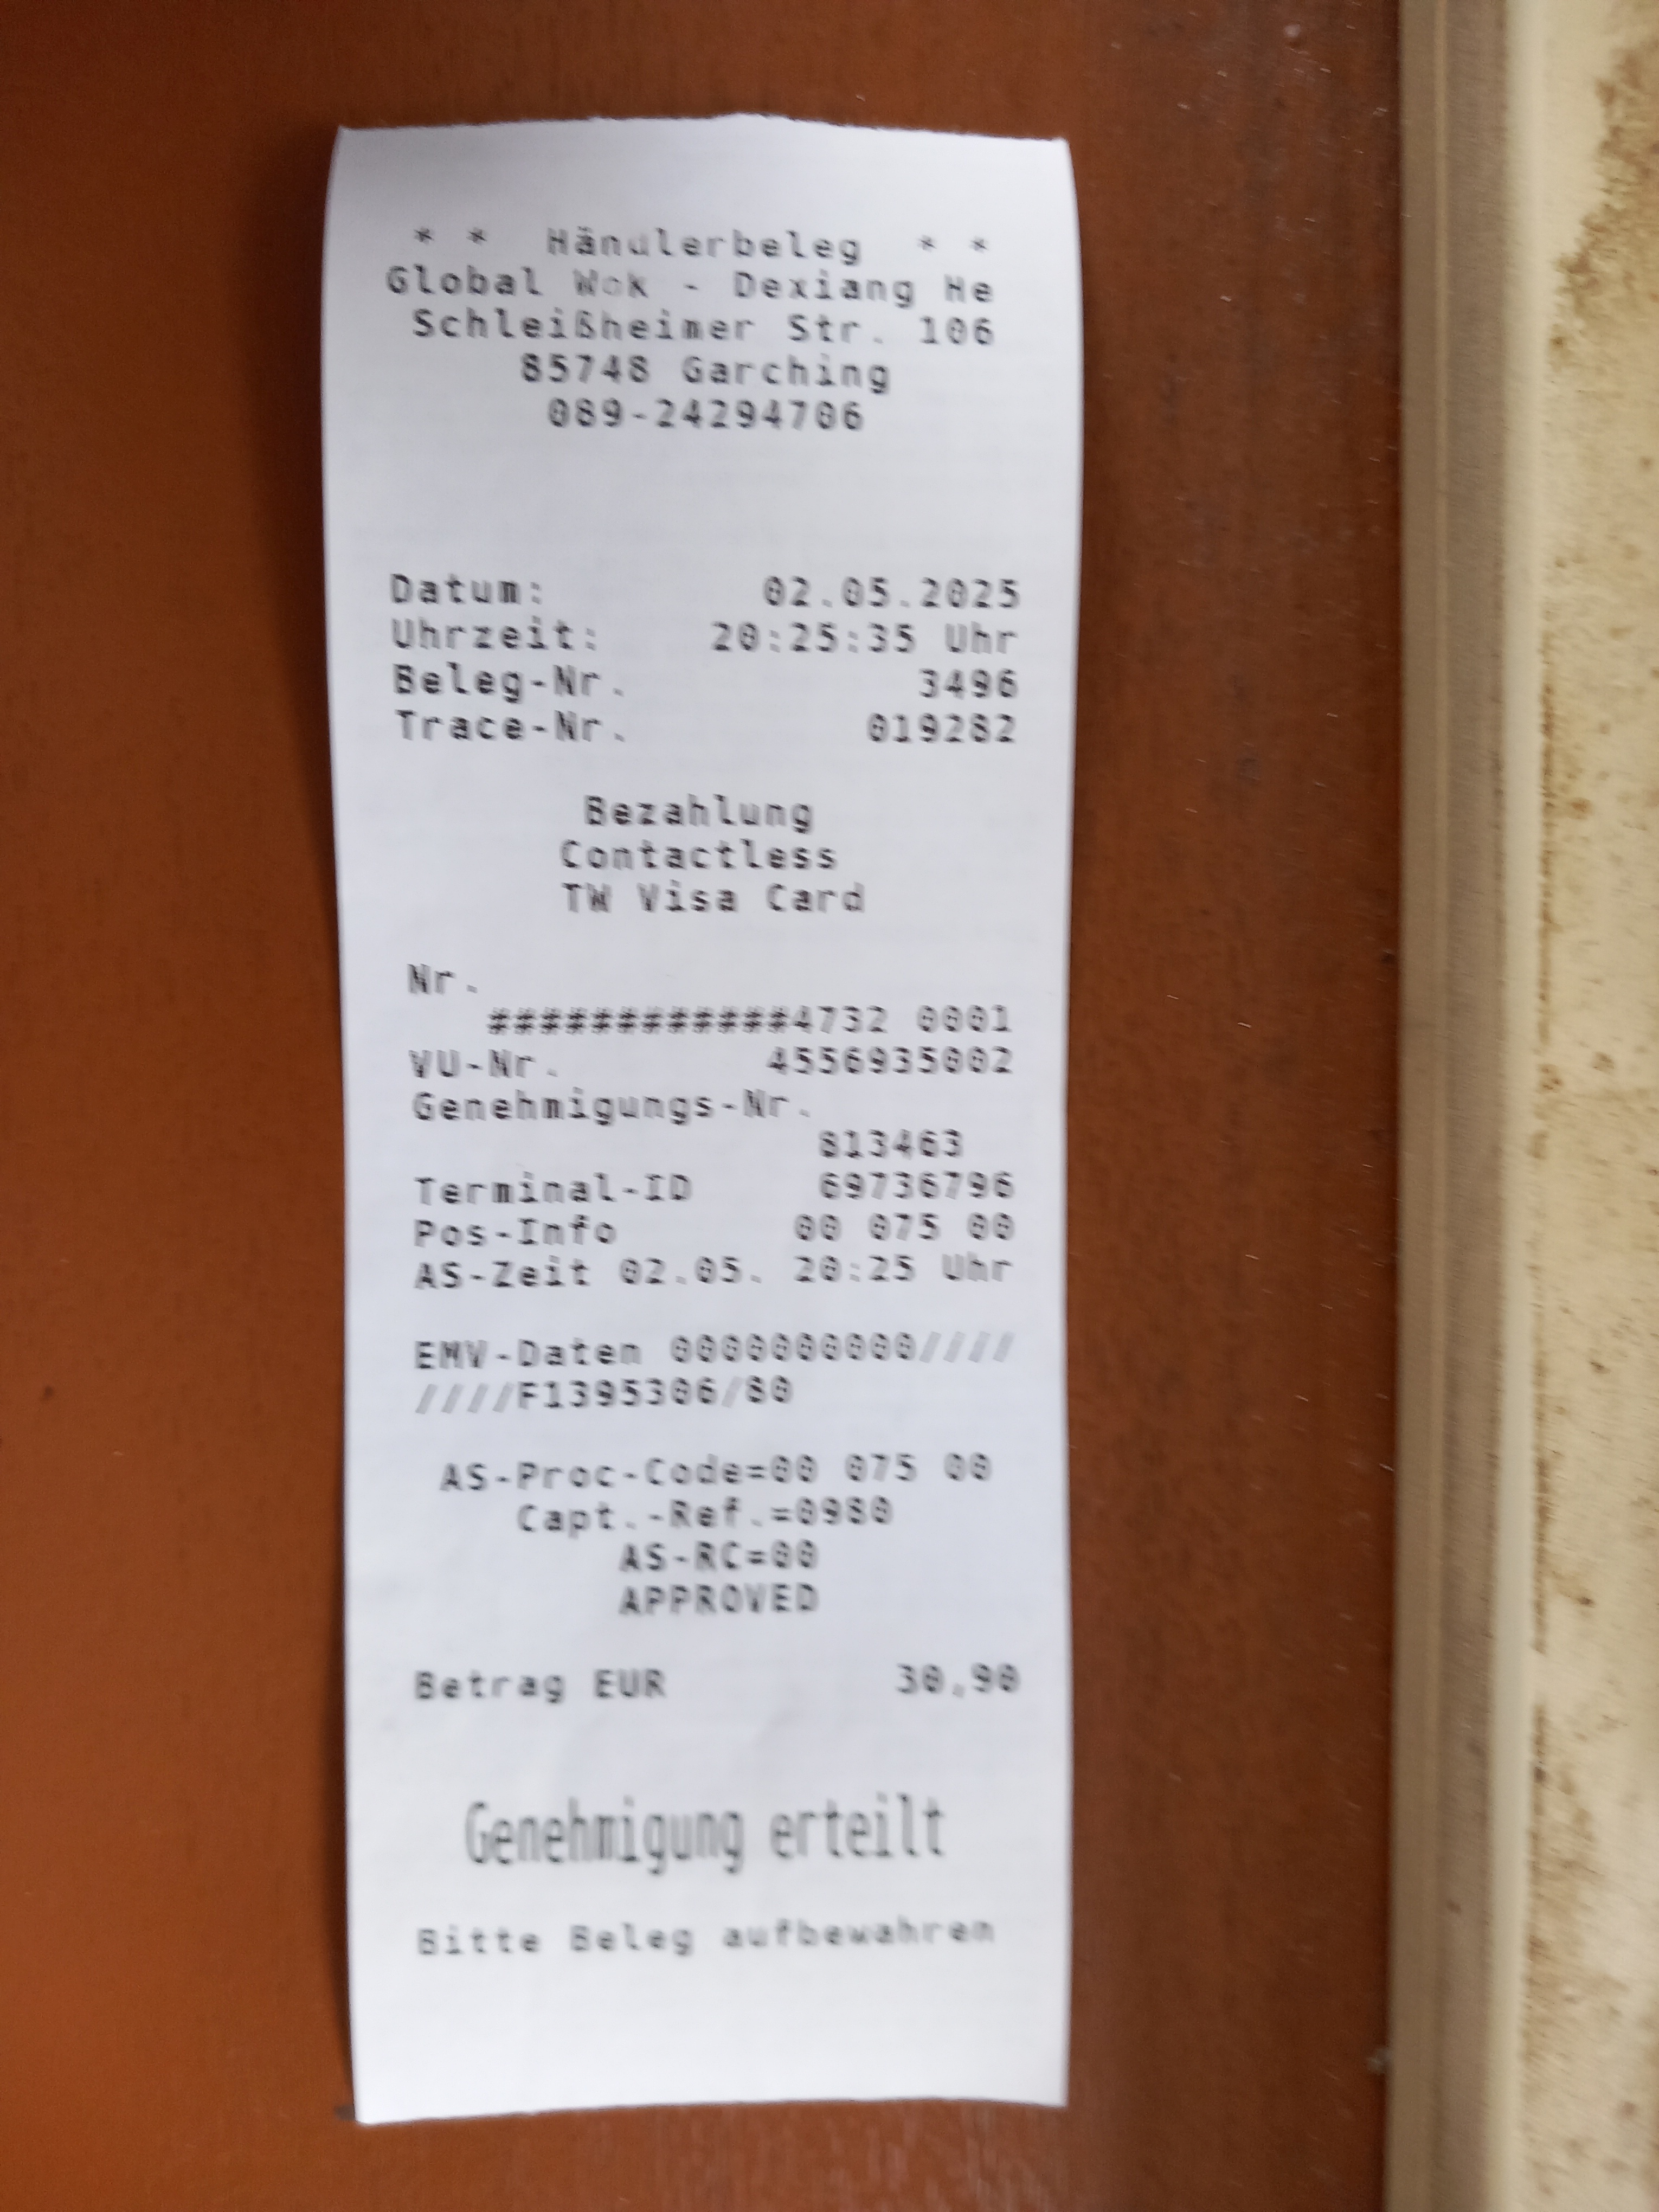 * * Händlerbeleg * *
Global Wok - Dexiang He
Schleißheimer Str. 106
85748 Garching
089-24294706
Datum: 02.05.2025
Uhrzeit: 20:25:35 Uhr
Beleg-Nr. 3496
Trace-Nr. 019282
Bezahlung
Contactless
TW Visa Card
Nr.
############4732 0001
VU-Nr. 4556935002
Genehmigungs-Nr.
813463
Terminal-ID 69736796
Pos-Info 00 075 00
AS-Zeit 02.05. 20:25 Uhr
EMV-Daten 0000000000////
////F1395306/80
AS-Proc-Code=00 075 00
Capt.-Ref.=0980
AS-RC=00
APPROVED
Betrag EUR 30,90
Genehmigung erteilt
Bitte Beleg aufbewahren